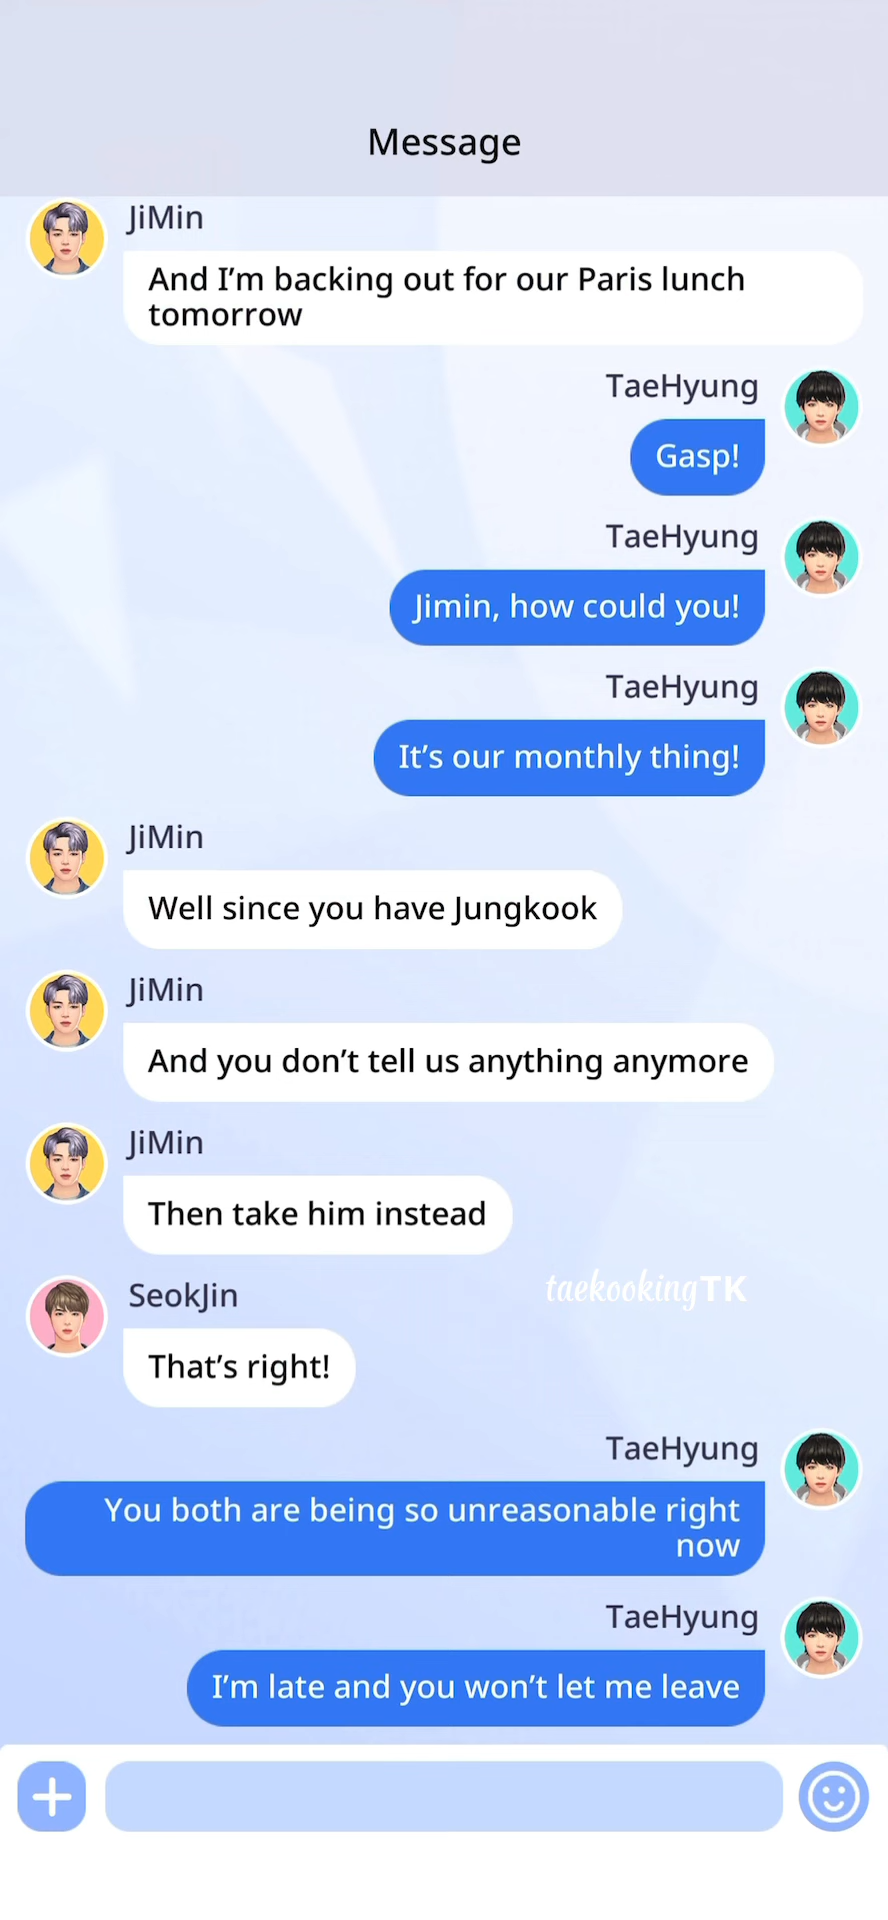 Message
JiMin
And I’m backing out for our Paris lunch
tomorrow
TaeHyung
Gasp!
TaeHyung
Jimin, how could you!
TaeHyung
It’s our monthly thing!
JiMin
Well since you have Jungkook
JiMin
And you don’t tell us anything anymore
JiMin
Then take him instead
taekookingTK
SeokJin
That’s right!
TaeHyung
You both are being so unreasonable right
now
TaeHyung
I’m late and you won’t let me leave